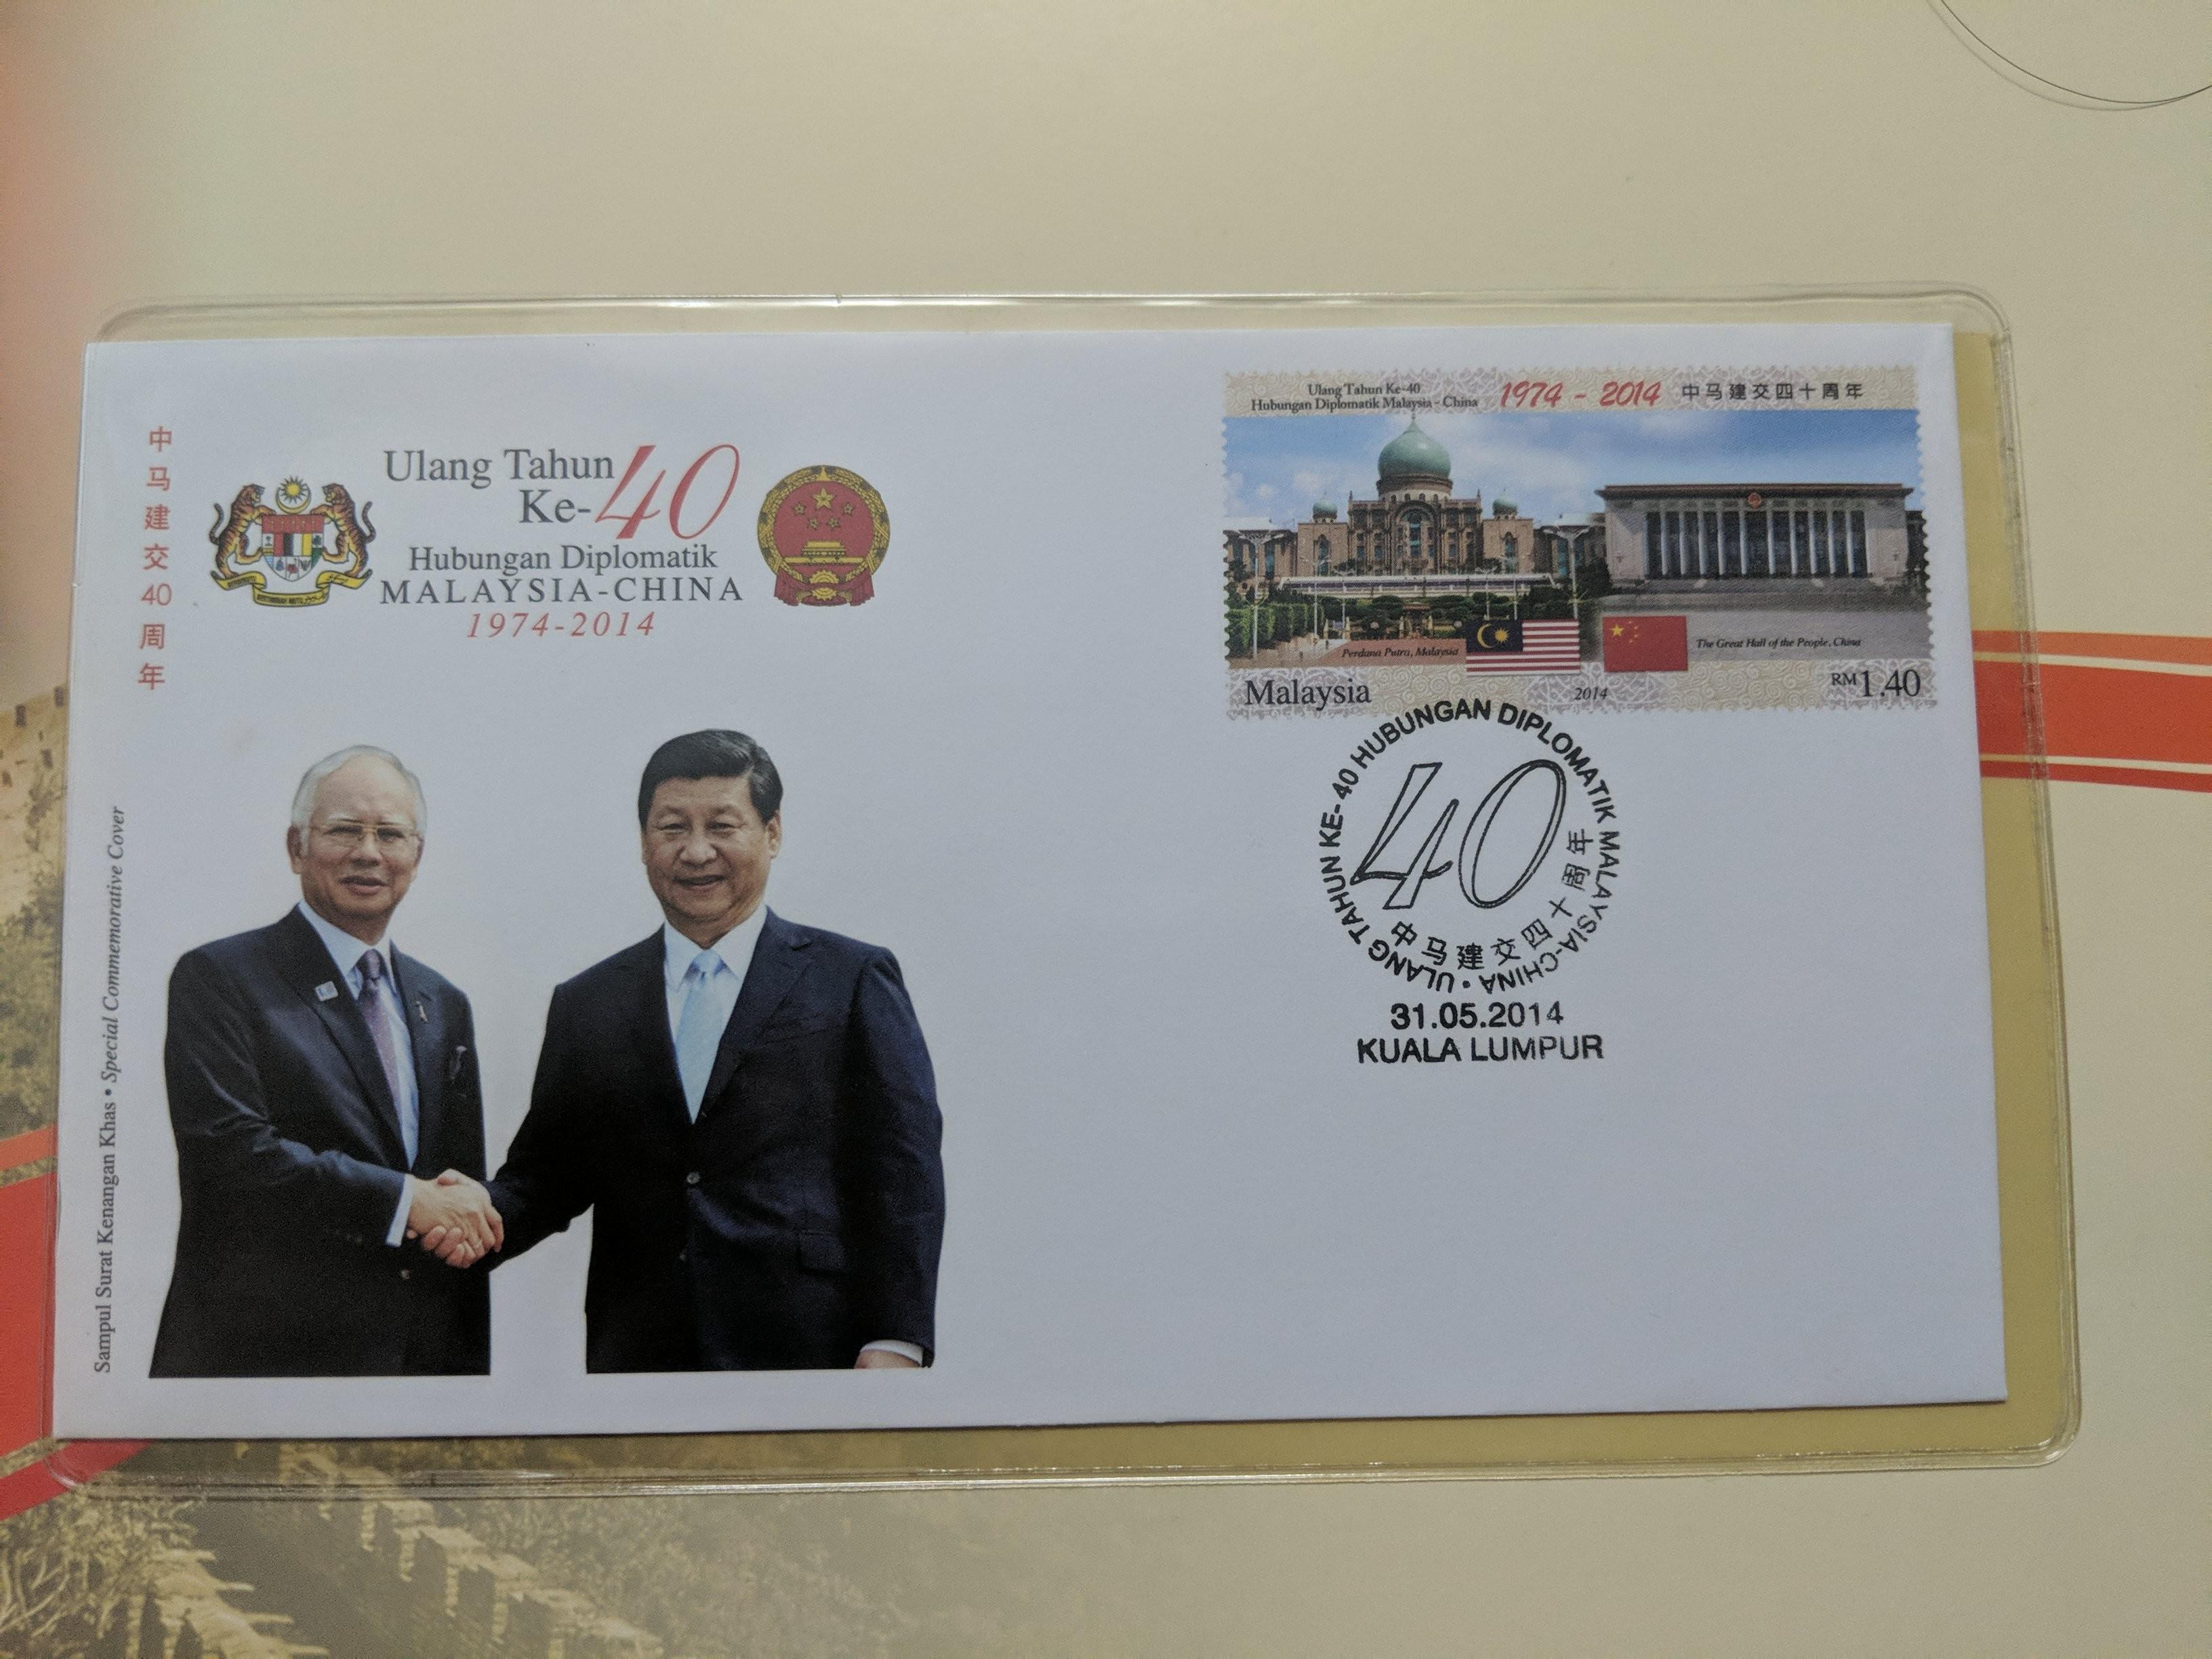 中马建交40周年
Ulang Tahun
Ke-40
Hubungan Diplomatik
MALAYSIA-CHINA
1974-2014
Sampul Surat Kenangan Khas • Special Commemorative Cover
Ulang Tahun Ke-40
Hubungan Diplomatik Malaysia - China
1974 - 2014
中马建交四十周年
Perdana Putra, Malaysia
The Great Hall of the People, China
Malaysia
2014
RM1.40
ULANG TAHUN KE-40 HUBUNGAN DIPLOMATIK MALAYSIA-CHINA •
40
中马建交四十周年
31.05.2014
KUALA LUMPUR